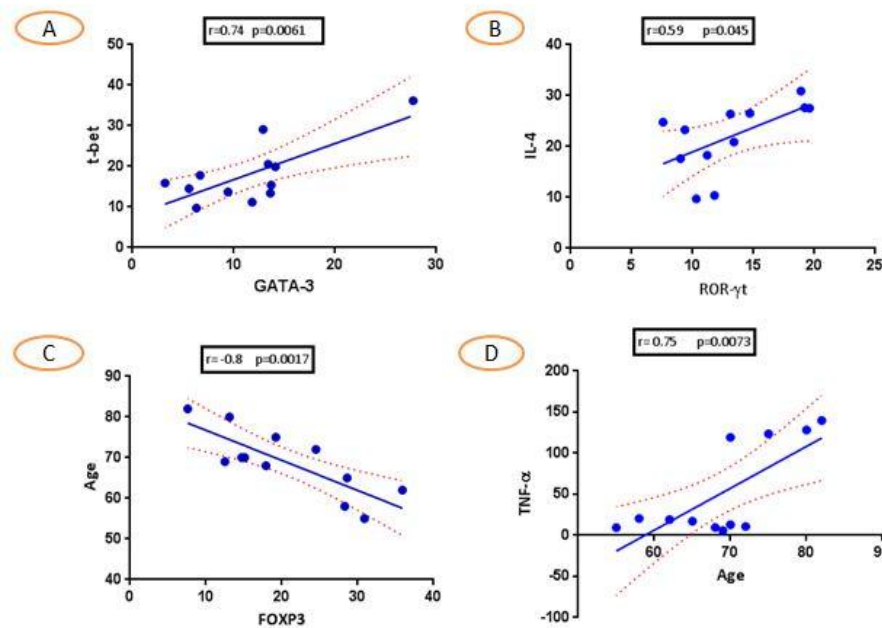 A
r=0.74 p=0.0061
50
40
30
20
10
0
t-bet
0 10 20 30
GATA-3
B
r=0.59 p=0.045
40
30
20
10
0
IL-4
0 5 10 15 20 25
ROR-γt
C
r= -0.8 p=0.0017
90
80
70
60
50
40
Age
0 10 20 30 40
FOXP3
D
r= 0.75 p=0.0073
200
150
100
50
0
-50
-100
TNF-α
60 70 80 90
Age